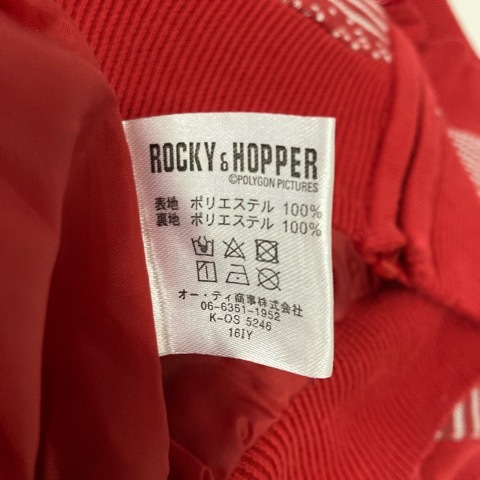 ROCKY & HOPPER
©POLYGON PICTURES
表地 ポリエステル 100%
裏地 ポリエステル 100%
オー・ティ商事株式会社
06-6351-1952
K-OS 5246
16IY